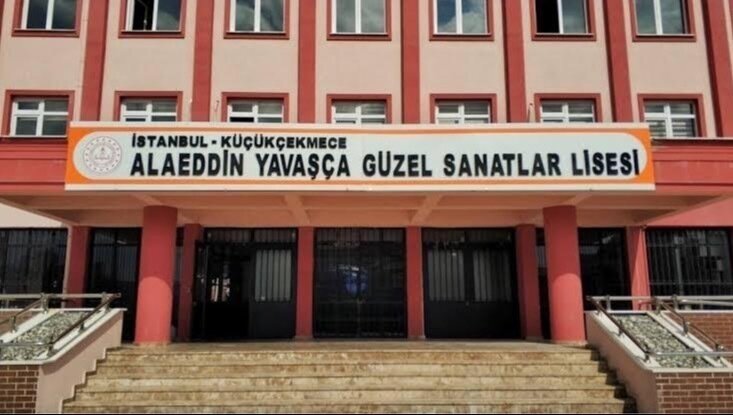 İSTANBUL - KÜÇÜKÇEKMECE
ALAEDDİN YAVAŞÇA GÜZEL SANATLAR LİSESİ